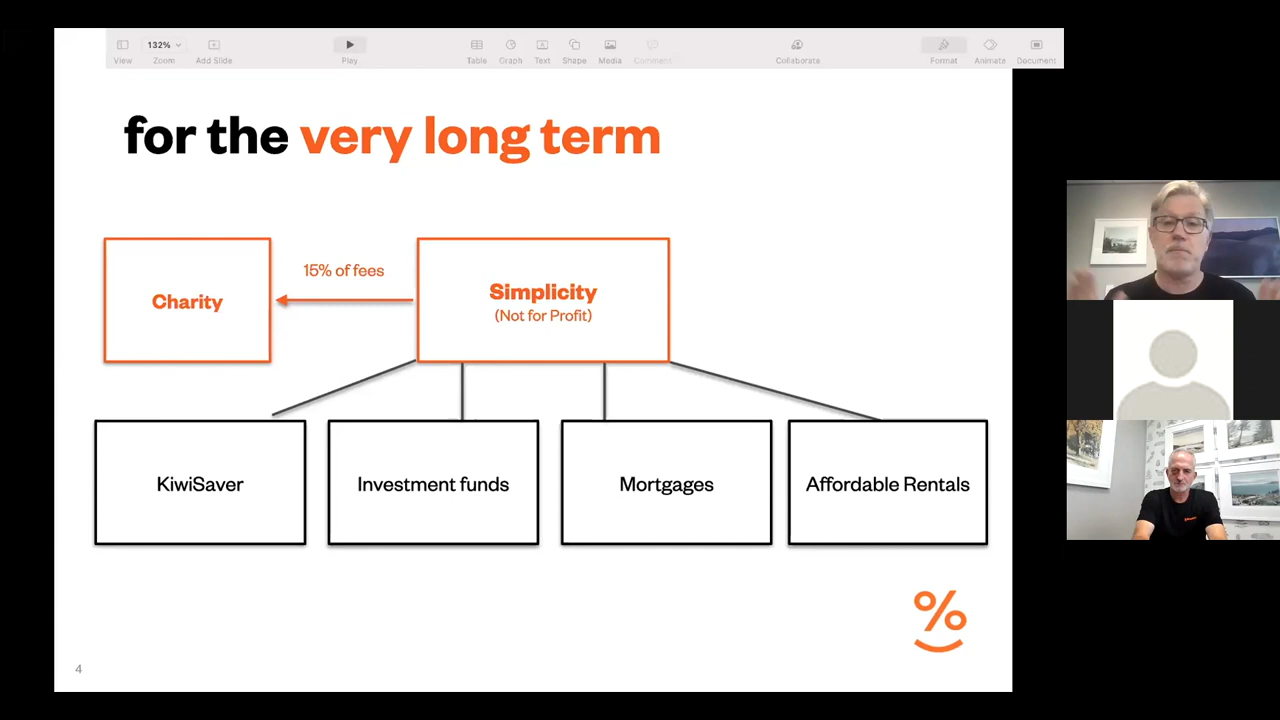 132%
View
Zoom
Add Slide
Play
Table
Graph
Text
Shape
Media
Comment
Collaborate
Format
Animate
Document
for the very long term
15% of fees
Charity
Simplicity
(Not for Profit)
KiwiSaver
Investment funds
Mortgages
Affordable Rentals
%
4